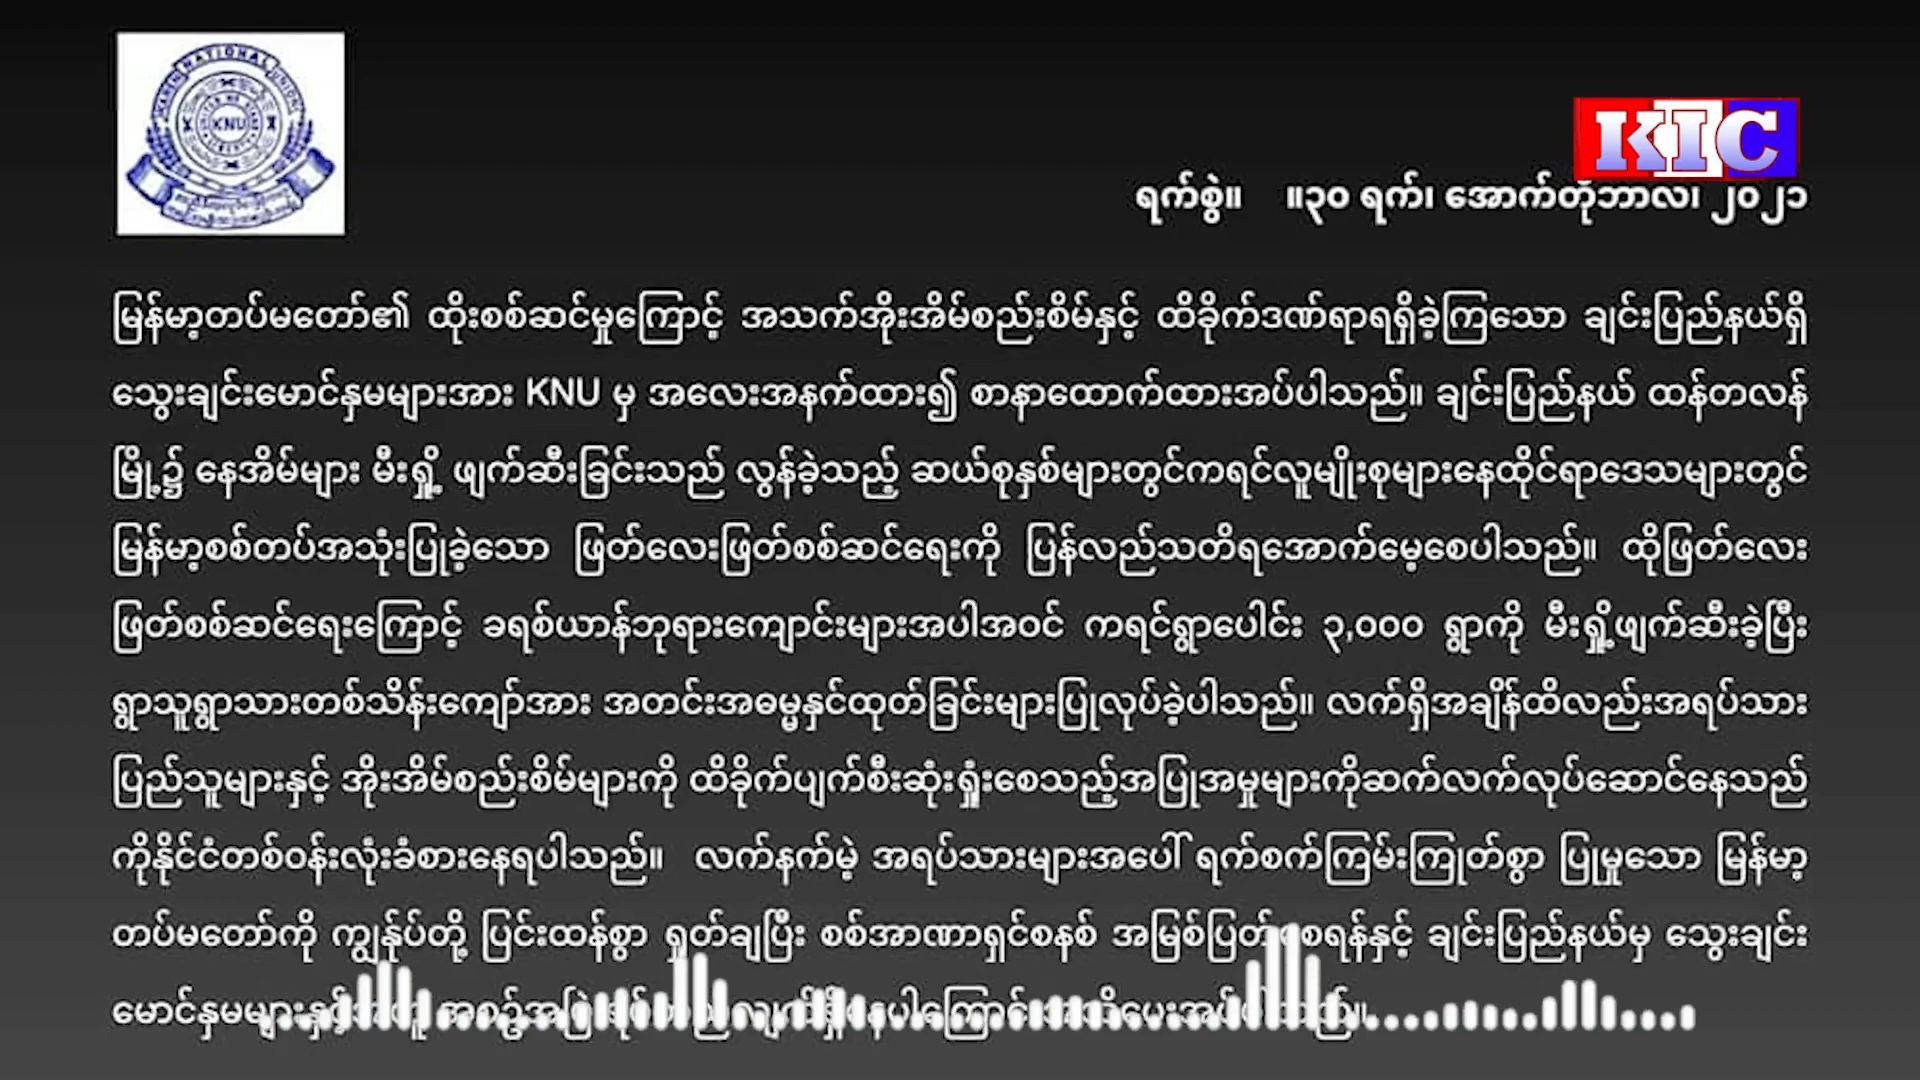 KAREN NATIONAL UNION
KNU
KIC
ရက်စွဲ။ ။၃၀ ရက်၊ အောက်တိုဘာလ၊ ၂၀၂၁
မြန်မာ့တပ်မတော်၏ ထိုးစစ်ဆင်မှုကြောင့် အသက်အိုးအိမ်စည်းစိမ်နှင့် ထိခိုက်ဒဏ်ရာရရှိခဲ့ကြသော ချင်းပြည်နယ်ရှိ
သွေးချင်းမောင်နှမများအား KNU မှ အလေးအနက်ထား၍ စာနာထောက်ထားအပ်ပါသည်။ ချင်းပြည်နယ် ထန်တလန်
မြို့၌ နေအိမ်များ မီးရှို့ ဖျက်ဆီးခြင်းသည် လွန်ခဲ့သည့် ဆယ်စုနှစ်များတွင်ကရင်လူမျိုးစုများနေထိုင်ရာဒေသများတွင်
မြန်မာ့စစ်တပ်အသုံးပြုခဲ့သော ဖြတ်လေးဖြတ်စစ်ဆင်ရေးကို ပြန်လည်သတိရအောက်မေ့စေပါသည်။ ထိုဖြတ်လေး
ဖြတ်စစ်ဆင်ရေးကြောင့် ခရစ်ယာန်ဘုရားကျောင်းများအပါအဝင် ကရင်ရွာပေါင်း ၃,၀၀၀ ရွာကို မီးရှို့ဖျက်ဆီးခဲ့ပြီး
ရွာသူရွာသားတစ်သိန်းကျော်အား အတင်းအဓမ္မနှင်ထုတ်ခြင်းများပြုလုပ်ခဲ့ပါသည်။ လက်ရှိအချိန်ထိလည်းအရပ်သား
ပြည်သူများနှင့် အိုးအိမ်စည်းစိမ်များကို ထိခိုက်ပျက်စီးဆုံးရှုံးစေသည့်အပြုအမှုများကိုဆက်လက်လုပ်ဆောင်နေသည်
ကိုနိုင်ငံတစ်ဝန်းလုံးခံစားနေရပါသည်။ လက်နက်မဲ့ အရပ်သားများအပေါ် ရက်စက်ကြမ်းကြုတ်စွာ ပြုမှုသော မြန်မာ့
တပ်မတော်ကို ကျွန်ုပ်တို့ ပြင်းထန်စွာ ရှုတ်ချပြီး စစ်အာဏာရှင်စနစ် အမြစ်ပြတ်စေရန်နှင့် ချင်းပြည်နယ်မှ သွေးချင်း
မောင်နှမများနှင့်အတူ